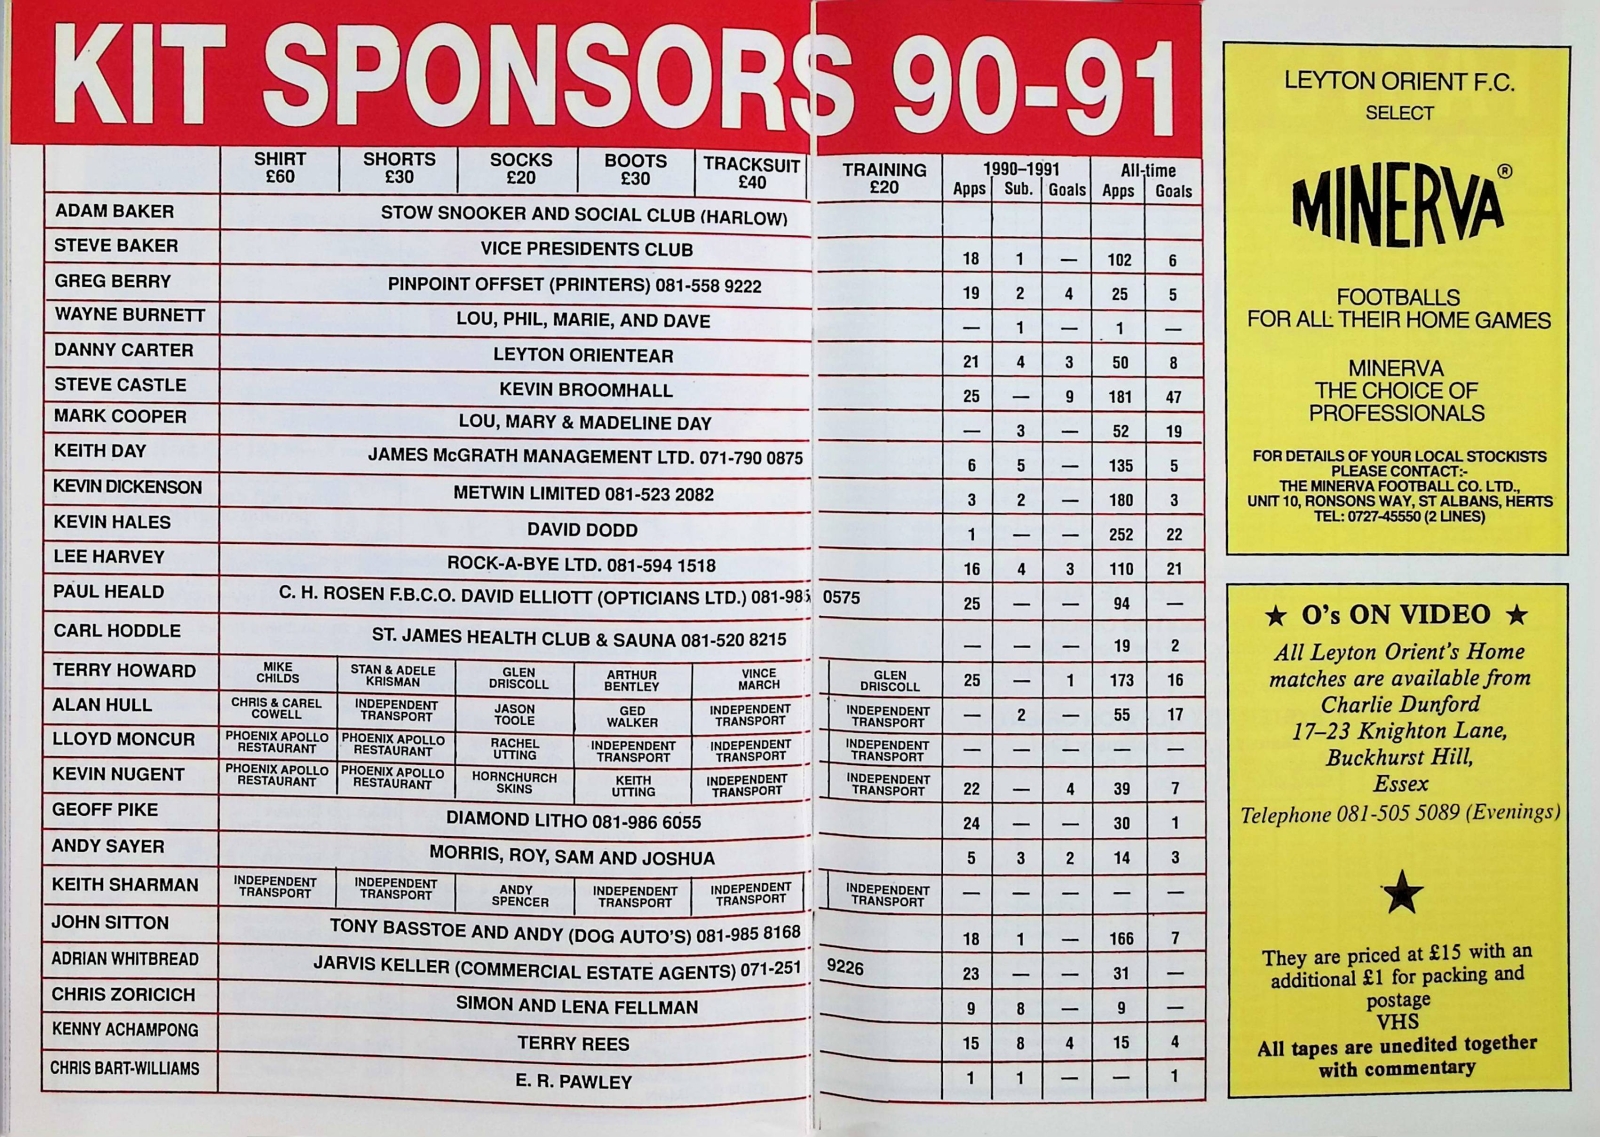 KIT SPONSORS 90-91
SHIRT £60 SHORTS £30 SOCKS £20 BOOTS £30 TRACKSUIT £40 TRAINING £20 1990–1991 All-time
Apps Sub. Goals Apps Goals
ADAM BAKER STOW SNOOKER AND SOCIAL CLUB (HARLOW)
STEVE BAKER VICE PRESIDENTS CLUB 18 1 — 102 6
GREG BERRY PINPOINT OFFSET (PRINTERS) 081-558 9222 19 2 4 25 5
WAYNE BURNETT LOU, PHIL, MARIE, AND DAVE — 1 — 1 —
DANNY CARTER LEYTON ORIENTEAR 21 4 3 50 8
STEVE CASTLE KEVIN BROOMHALL 25 — 9 181 47
MARK COOPER LOU, MARY & MADELINE DAY — 3 — 52 19
KEITH DAY JAMES McGRATH MANAGEMENT LTD. 071-790 0875 6 5 — 135 5
KEVIN DICKENSON METWIN LIMITED 081-523 2082 3 2 — 180 3
KEVIN HALES DAVID DODD 1 — — 252 22
LEE HARVEY ROCK-A-BYE LTD. 081-594 1518 16 4 3 110 21
PAUL HEALD C. H. ROSEN F.B.C.O. DAVID ELLIOTT (OPTICIANS LTD.) 081-985 0575 25 — — 94 —
CARL HODDLE ST. JAMES HEALTH CLUB & SAUNA 081-520 8215 — — — 19 2
TERRY HOWARD MIKE CHILDS STAN & ADELE KRISMAN GLEN DRISCOLL ARTHUR BENTLEY VINCE MARCH GLEN DRISCOLL 25 — 1 173 16
ALAN HULL CHRIS & CAREL COWELL INDEPENDENT TRANSPORT JASON TOOLE GED WALKER INDEPENDENT TRANSPORT INDEPENDENT TRANSPORT — 2 — 55 17
LLOYD MONCUR PHOENIX APOLLO RESTAURANT PHOENIX APOLLO RESTAURANT RACHEL UTTING INDEPENDENT TRANSPORT INDEPENDENT TRANSPORT INDEPENDENT TRANSPORT — — — — —
KEVIN NUGENT PHOENIX APOLLO RESTAURANT PHOENIX APOLLO RESTAURANT HORNCHURCH SKINS KEITH UTTING INDEPENDENT TRANSPORT INDEPENDENT TRANSPORT 22 — 4 39 7
GEOFF PIKE DIAMOND LITHO 081-986 6055 24 — — 30 1
ANDY SAYER MORRIS, ROY, SAM AND JOSHUA 5 3 2 14 3
KEITH SHARMAN INDEPENDENT TRANSPORT INDEPENDENT TRANSPORT ANDY SPENCER INDEPENDENT TRANSPORT INDEPENDENT TRANSPORT INDEPENDENT TRANSPORT — — — — —
JOHN SITTON TONY BASSTOE AND ANDY (DOG AUTO'S) 081-985 8168 18 1 — 166 7
ADRIAN WHITBREAD JARVIS KELLER (COMMERCIAL ESTATE AGENTS) 071-251 9226 23 — — 31 —
CHRIS ZORICICH SIMON AND LENA FELLMAN 9 8 — 9 —
KENNY ACHAMPONG TERRY REES 15 8 4 15 4
CHRIS BART-WILLIAMS E. R. PAWLEY 1 1 — — 1
LEYTON ORIENT F.C.
SELECT
MINERVA®
FOOTBALLS
FOR ALL THEIR HOME GAMES
MINERVA
THE CHOICE OF
PROFESSIONALS
FOR DETAILS OF YOUR LOCAL STOCKISTS
PLEASE CONTACT:-
THE MINERVA FOOTBALL CO. LTD.,
UNIT 10, RONSONS WAY, ST ALBANS, HERTS
TEL: 0727-45550 (2 LINES)
★ O's ON VIDEO ★
All Leyton Orient's Home
matches are available from
Charlie Dunford
17–23 Knighton Lane,
Buckhurst Hill,
Essex
Telephone 081-505 5089 (Evenings)
They are priced at £15 with an
additional £1 for packing and
postage
VHS
All tapes are unedited together
with commentary